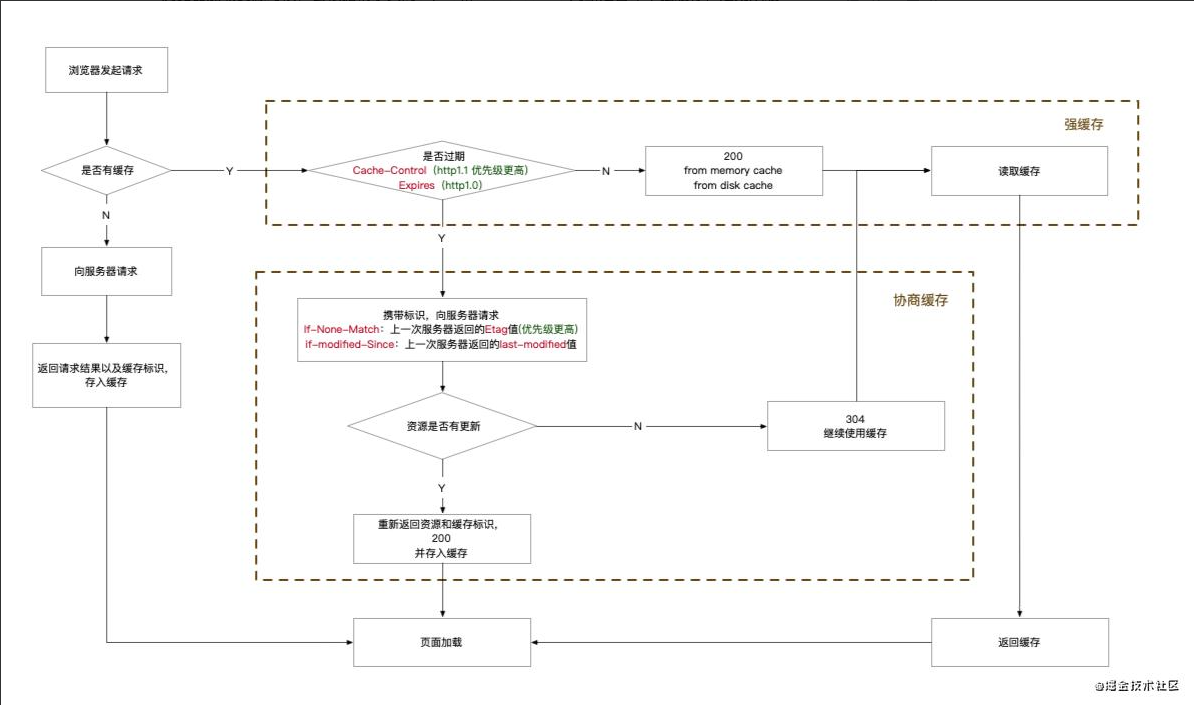 浏览器发起请求
强缓存
是否有缓存
Y
是否过期
Cache-Control（http1.1 优先级更高）
Expires（http1.0）
N
200
from memory cache
from disk cache
读取缓存
N
Y
向服务器请求
协商缓存
携带标识，向服务器请求
If-None-Match：上一次服务器返回的Etag值(优先级更高)
if-modified-Since：上一次服务器返回的last-modified值
返回请求结果以及缓存标识，
存入缓存
资源是否有更新
N
304
继续使用缓存
Y
重新返回资源和缓存标识，
200
并存入缓存
页面加载
返回缓存
@掘金技术社区